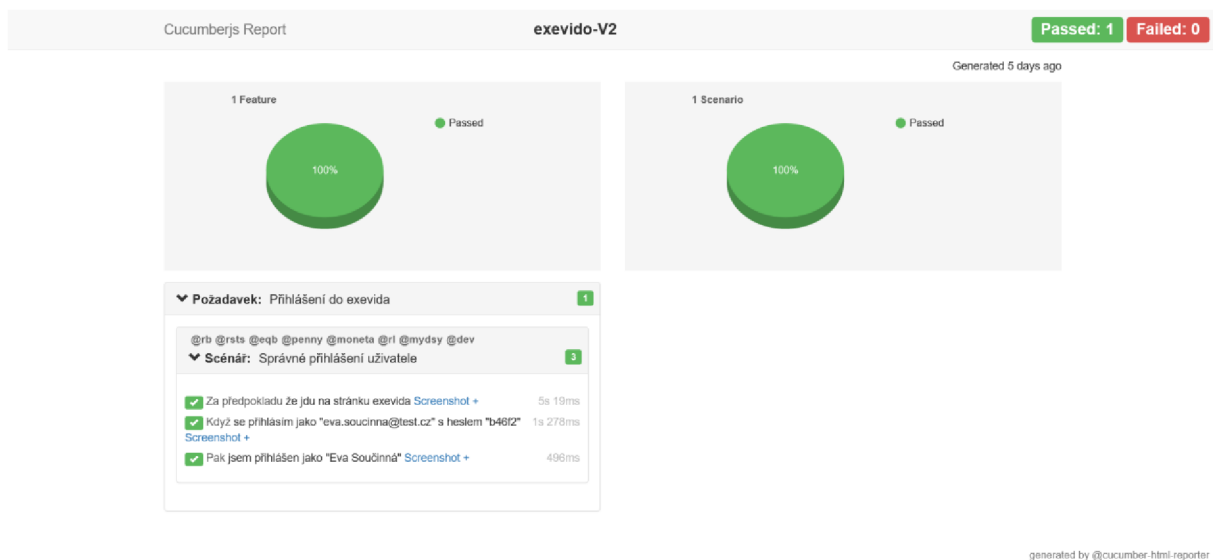 Cucumberjs Report
exevido-V2
Passed: 1
Failed: 0
Generated 5 days ago
1 Feature
Passed
100%
1 Scenario
Passed
100%
Požadavek: Přihlášení do exevida
1
@rb @rsts @eqb @penny @moneta @rl @mydsy @dev
Scénář: Správné přihlášení uživatele
3
Za předpokladu že jdu na stránku exevida Screenshot +
5s 19ms
Když se přihlásím jako "eva.soucinna@test.cz" s heslem "b46f2"
1s 278ms
Screenshot +
Pak jsem přihlášen jako "Eva Součinná" Screenshot +
496ms
generated by @cucumber-html-reporter